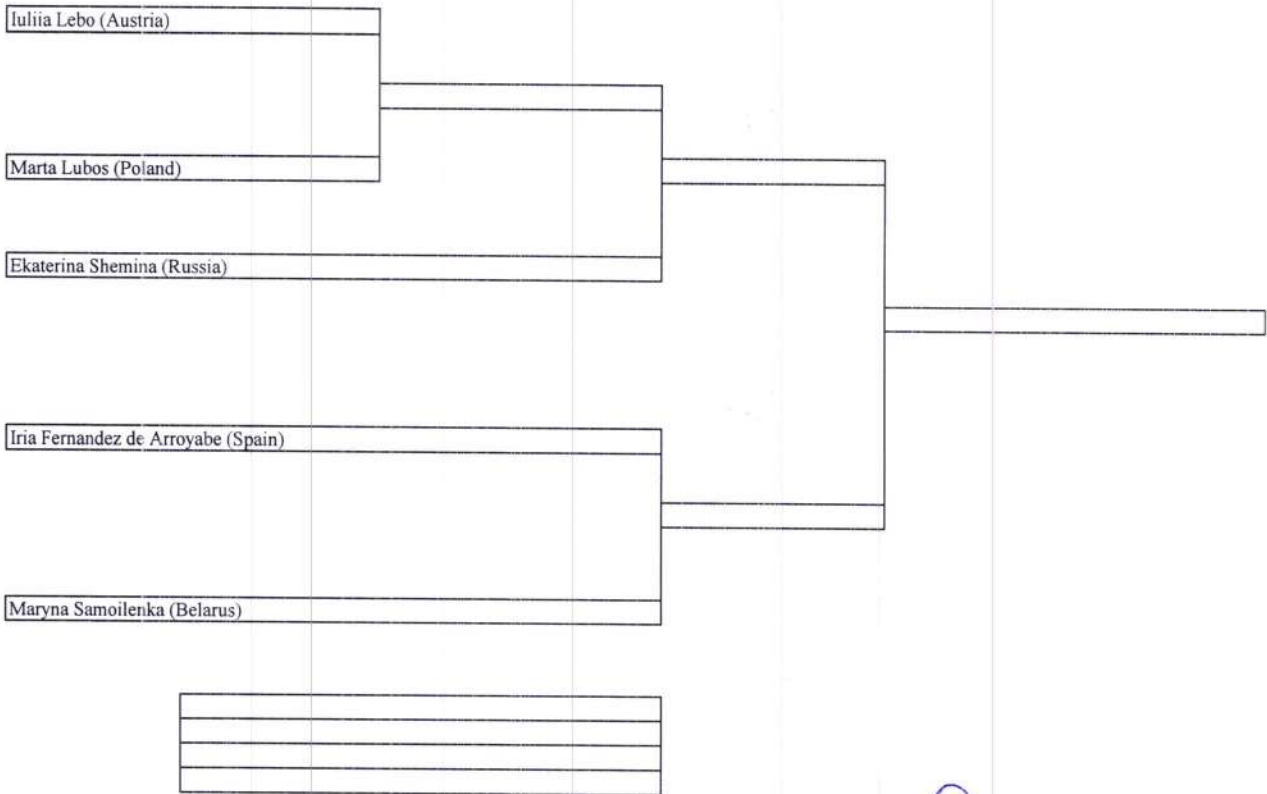 Iuliia Lebo (Austria)
Marta Lubos (Poland)
Ekaterina Shemina (Russia)
Iria Fernandez de Arroyabe (Spain)
Maryna Samoilenka (Belarus)